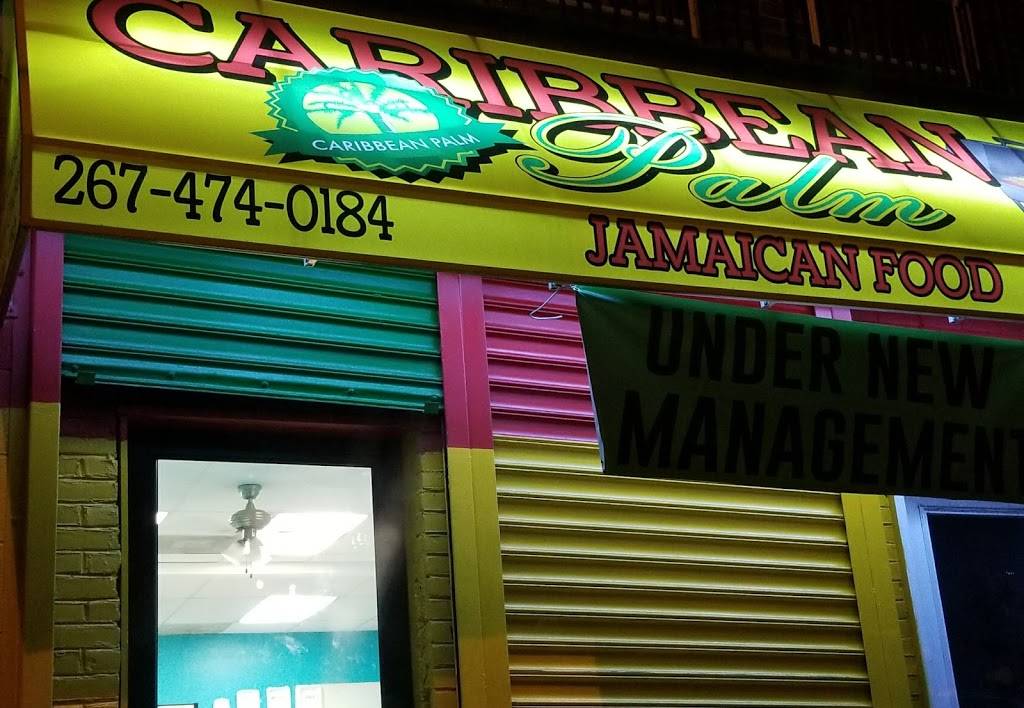 CARIBBEAN
Palm
CARIBBEAN PALM
267-474-0184
JAMAICAN FOOD
UNDER NEW
MANAGEMENT